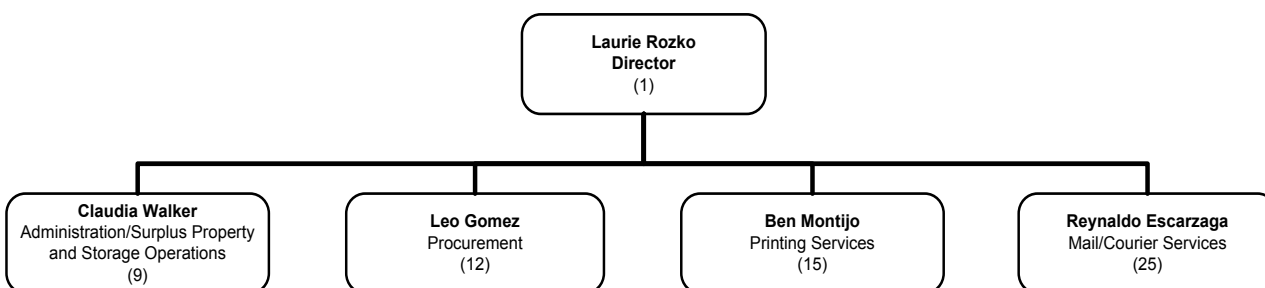 Laurie Rozko
Director
(1)
Claudia Walker
Administration/Surplus Property
and Storage Operations
(9)
Leo Gomez
Procurement
(12)
Ben Montijo
Printing Services
(15)
Reynaldo Escarzaga
Mail/Courier Services
(25)